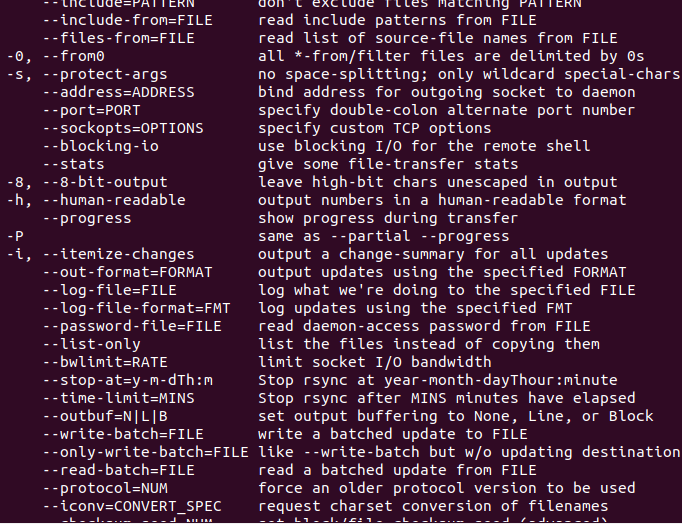 --include=PATTERN       don't exclude files matching PATTERN
    --include-from=FILE     read include patterns from FILE
    --files-from=FILE       read list of source-file names from FILE
-0, --from0                 all *-from/filter files are delimited by 0s
-s, --protect-args          no space-splitting; only wildcard special-chars
    --address=ADDRESS       bind address for outgoing socket to daemon
    --port=PORT             specify double-colon alternate port number
    --sockopts=OPTIONS      specify custom TCP options
    --blocking-io           use blocking I/O for the remote shell
    --stats                 give some file-transfer stats
-8, --8-bit-output          leave high-bit chars unescaped in output
-h, --human-readable        output numbers in a human-readable format
    --progress              show progress during transfer
-P                          same as --partial --progress
-i, --itemize-changes       output a change-summary for all updates
    --out-format=FORMAT     output updates using the specified FORMAT
    --log-file=FILE         log what we're doing to the specified FILE
    --log-file-format=FMT   log updates using the specified FMT
    --password-file=FILE    read daemon-access password from FILE
    --list-only             list the files instead of copying them
    --bwlimit=RATE          limit socket I/O bandwidth
    --stop-at=y-m-dTh:m     Stop rsync at year-month-dayThour:minute
    --time-limit=MINS       Stop rsync after MINS minutes have elapsed
    --outbuf=N|L|B          set output buffering to None, Line, or Block
    --write-batch=FILE      write a batched update to FILE
    --only-write-batch=FILE like --write-batch but w/o updating destination
    --read-batch=FILE       read a batched update from FILE
    --protocol=NUM          force an older protocol version to be used
    --iconv=CONVERT_SPEC    request charset conversion of filenames
    --checksum-seed=NUM     set block/file checksum seed (advanced)